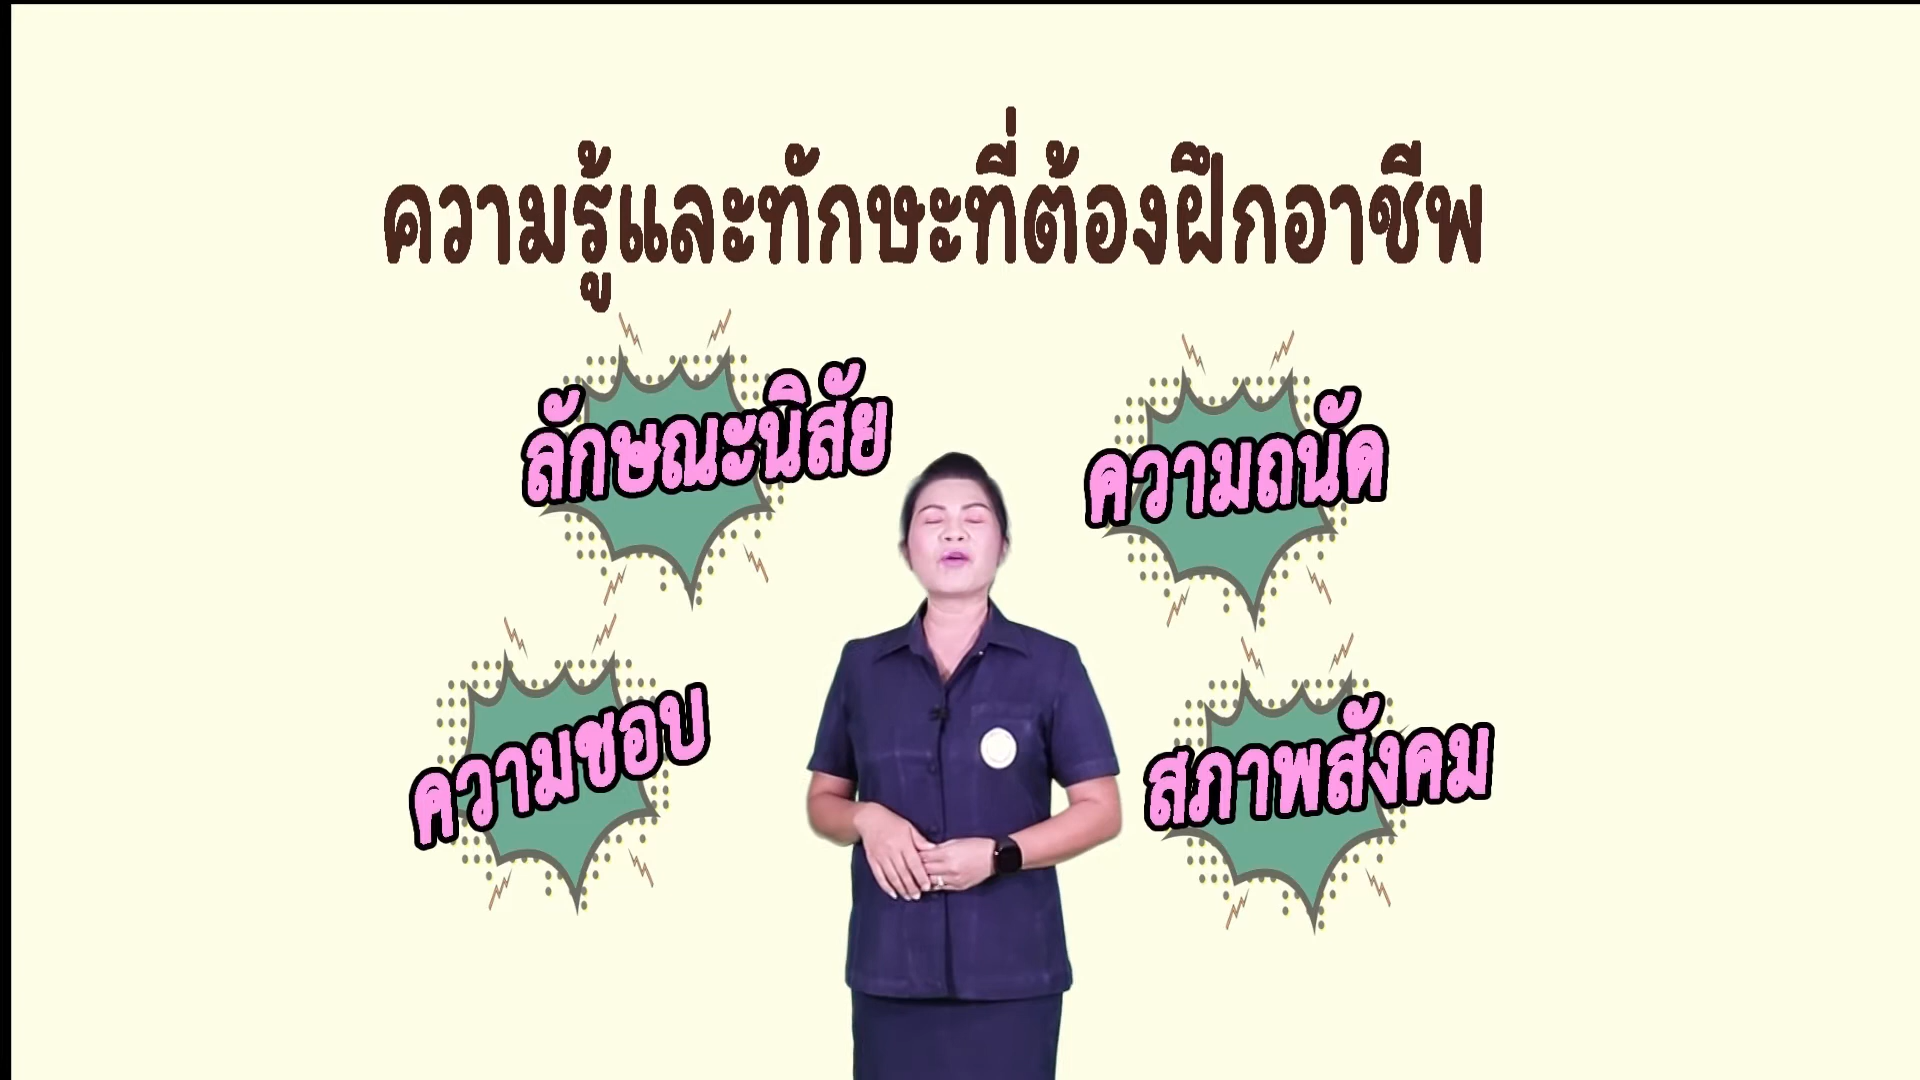 ความรู้และทักษะที่ต้องฝึกอาชีพ
ลักษณะนิสัย
ความถนัด
ความชอบ
สภาพสังคม